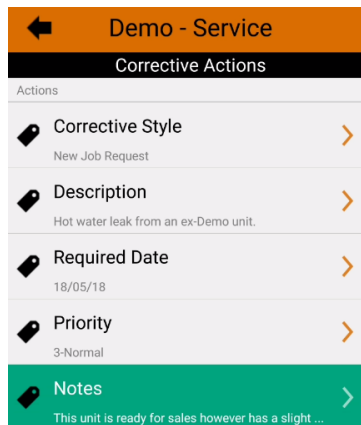 Demo - Service
Corrective Actions
Actions
Corrective Style
New Job Request
Description
Hot water leak from an ex-Demo unit.
Required Date
18/05/18
Priority
3-Normal
Notes
This unit is ready for sales however has a slight ...